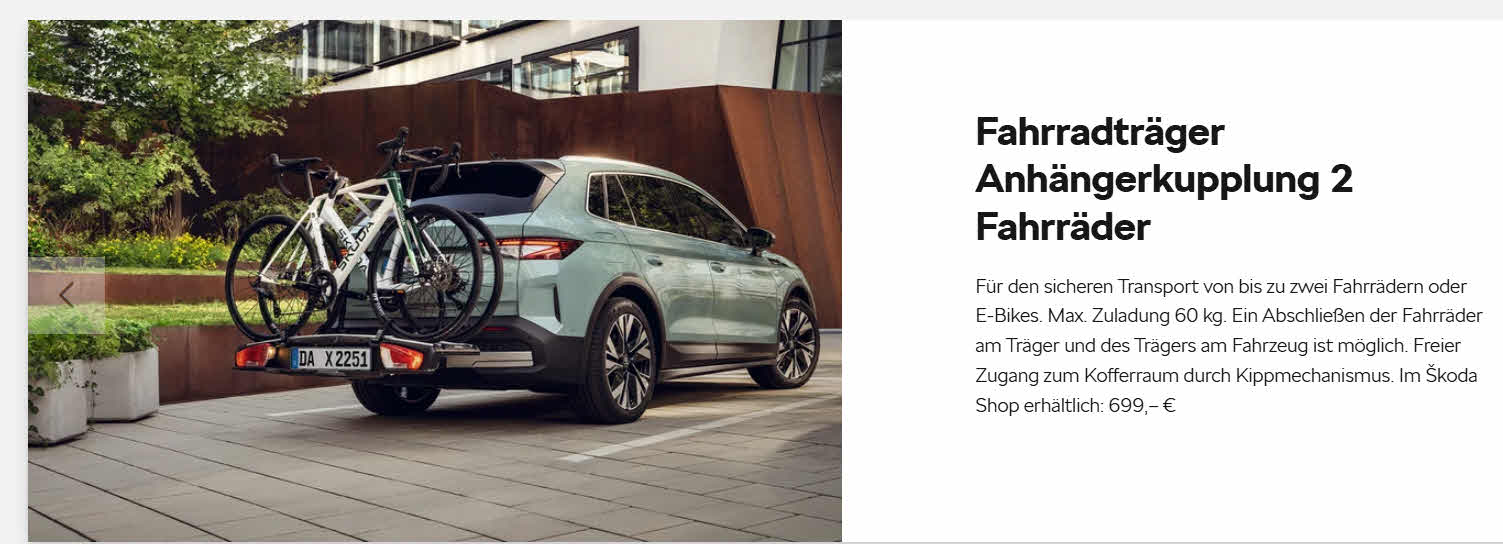 Fahrradträger
Anhängerkupplung 2
Fahrräder
Für den sicheren Transport von bis zu zwei Fahrrädern oder
E-Bikes. Max. Zuladung 60 kg. Ein Abschließen der Fahrräder
am Träger und des Trägers am Fahrzeug ist möglich. Freier
Zugang zum Kofferraum durch Kippmechanismus. Im Škoda
Shop erhältlich: 699,– €
ŠKODA
DA X 2251